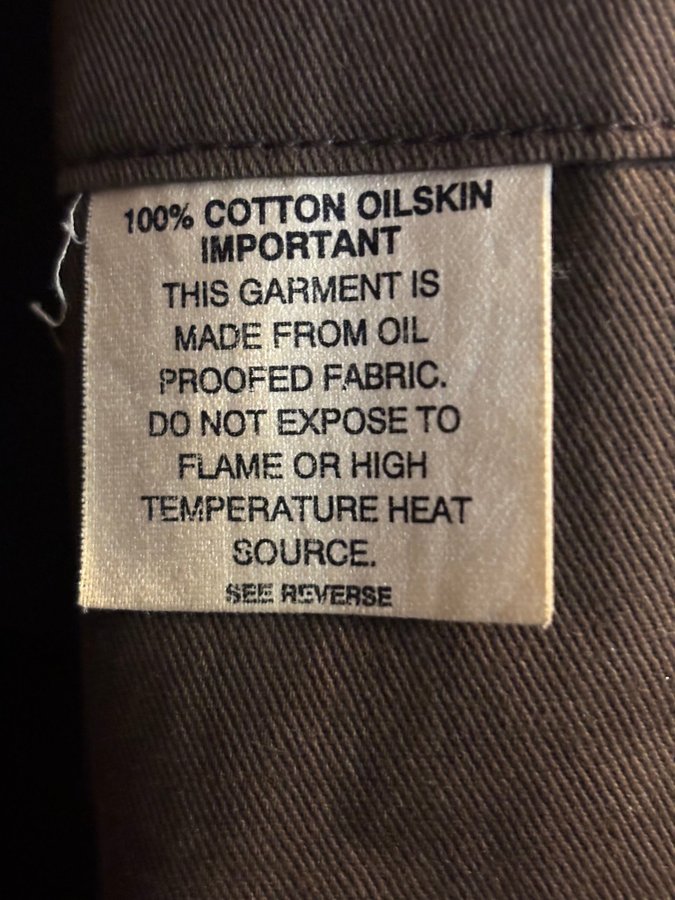 100% COTTON OILSKIN
IMPORTANT
THIS GARMENT IS
MADE FROM OIL
PROOFED FABRIC.
DO NOT EXPOSE TO
FLAME OR HIGH
TEMPERATURE HEAT
SOURCE.
SEE REVERSE